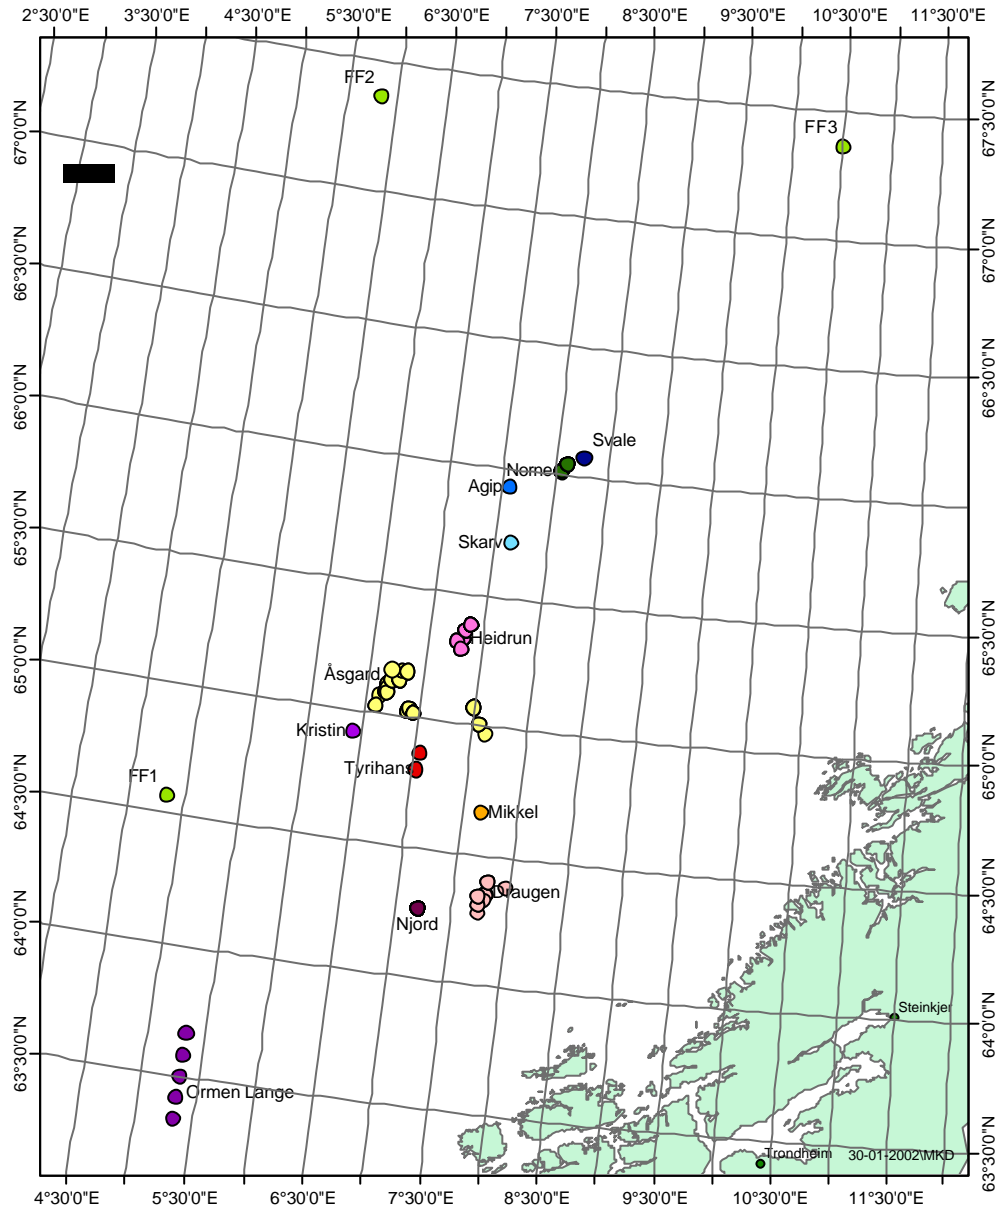 2°30'0"E 3°30'0"E 4°30'0"E 5°30'0"E 6°30'0"E 7°30'0"E 8°30'0"E 9°30'0"E 10°30'0"E 11°30'0"E
FF2
FF3
67°30'0"N
67°0'0"N
67°0'0"N
66°30'0"N
66°30'0"N
66°0'0"N
Svale
Norne
Agip
65°30'0"N
Skarv
Heidrun
65°30'0"N
65°0'0"N
Åsgard
Kristin
Tyrihans
65°0'0"N
FF1
64°30'0"N
Mikkel
Draugen
64°30'0"N
Njord
64°0'0"N
Steinkjer
64°0'0"N
63°30'0"N
Ormen Lange
Trondheim
30-01-2002\MKD
63°30'0"N
4°30'0"E 5°30'0"E 6°30'0"E 7°30'0"E 8°30'0"E 9°30'0"E 10°30'0"E 11°30'0"E